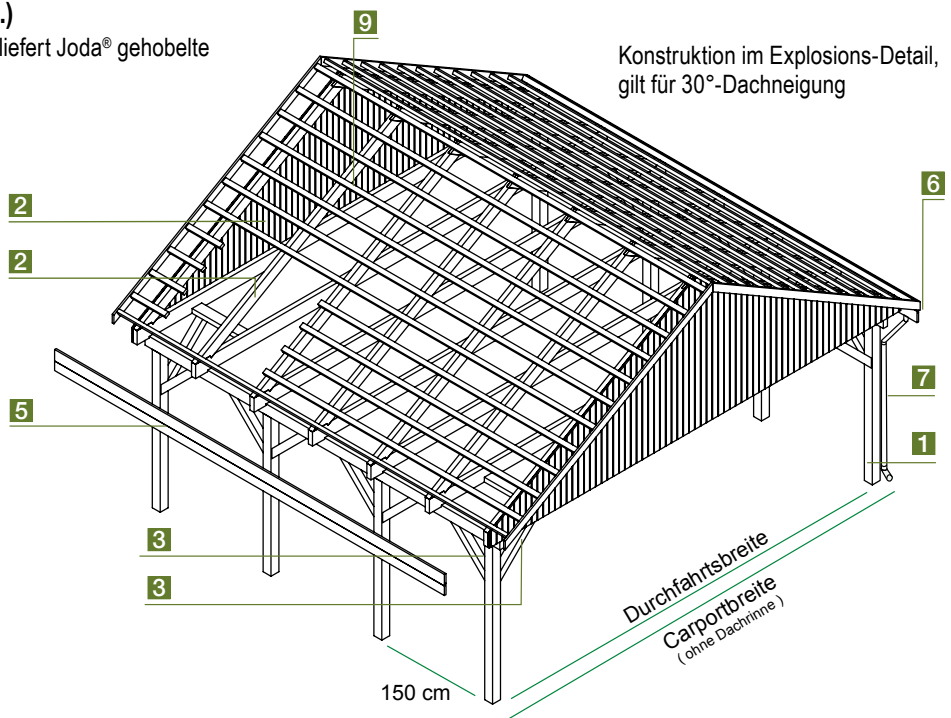 .)
liefert Joda® gehobelte
9
Konstruktion im Explosions-Detail,
gilt für 30°-Dachneigung
2
6
2
7
5
1
3
3
Durchfahrtsbreite
Carportbreite
( ohne Dachrinne )
150 cm